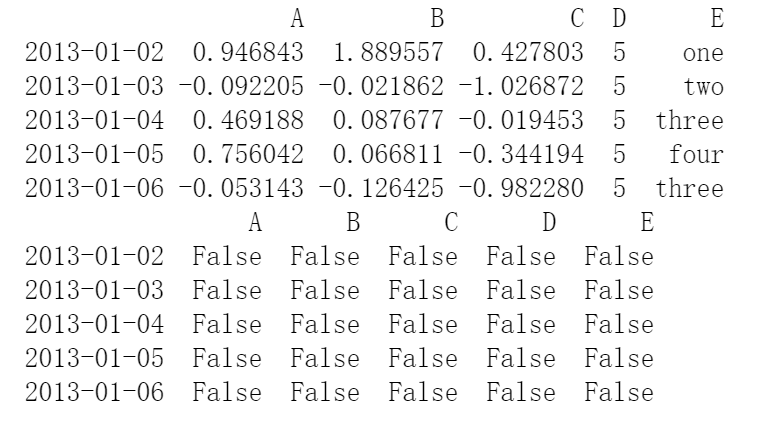 A B C D E
2013-01-02 0.946843 1.889557 0.427803 5 one
2013-01-03 -0.092205 -0.021862 -1.026872 5 two
2013-01-04 0.469188 0.087677 -0.019453 5 three
2013-01-05 0.756042 0.066811 -0.344194 5 four
2013-01-06 -0.053143 -0.126425 -0.982280 5 three
A B C D E
2013-01-02 False False False False False
2013-01-03 False False False False False
2013-01-04 False False False False False
2013-01-05 False False False False False
2013-01-06 False False False False False